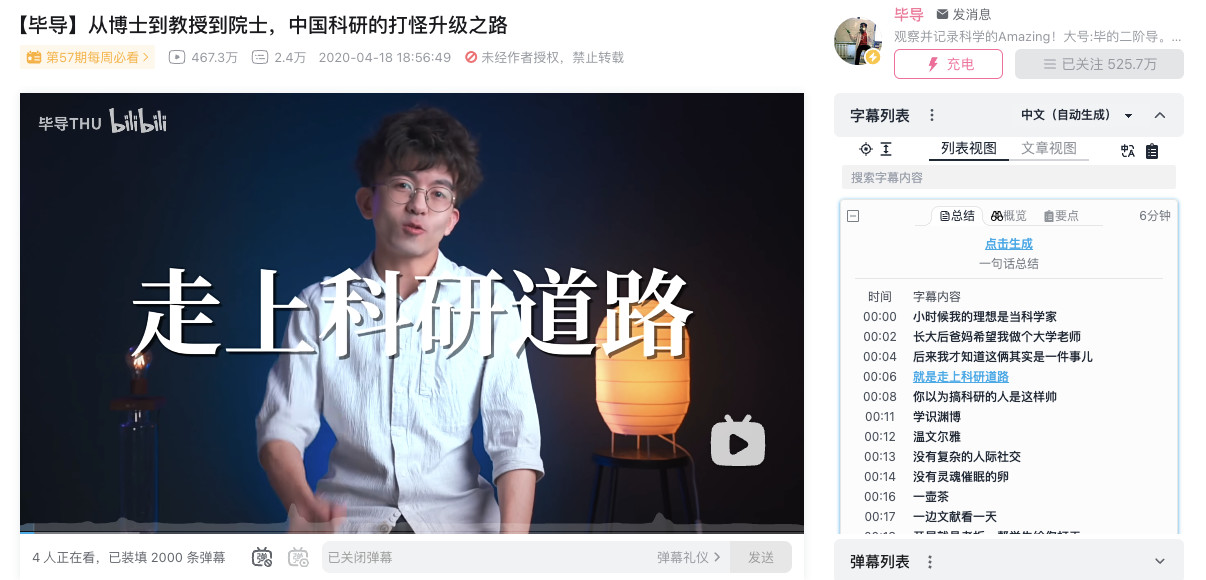 【毕导】从博士到教授到院士，中国科研的打怪升级之路
第57期每周必看
467.3万
2.4万
2020-04-18 18:56:49
未经作者授权，禁止转载
毕导THU bilibili
走上科研道路
4 人正在看，已装填 2000 条弹幕
弹
弹
已关闭弹幕
弹幕礼仪
发送
毕导
发消息
观察并记录科学的Amazing！大号:毕的二阶导。...
充电
已关注 525.7万
字幕列表
中文（自动生成）
列表视图
文章视图
搜索字幕内容
总结
概览
要点
6分钟
点击生成
一句话总结
时间 字幕内容
00:00 小时候我的理想是当科学家
00:02 长大后爸妈希望我做个大学老师
00:04 后来我才知道这俩其实是一件事儿
00:06 就是走上科研道路
00:08 你以为搞科研的人是这样帅
00:11 学识渊博
00:12 温文尔雅
00:13 没有复杂的人际社交
00:14 没有灵魂催眠的卵
00:16 一壶茶
00:17 一边文献看一天
弹幕列表